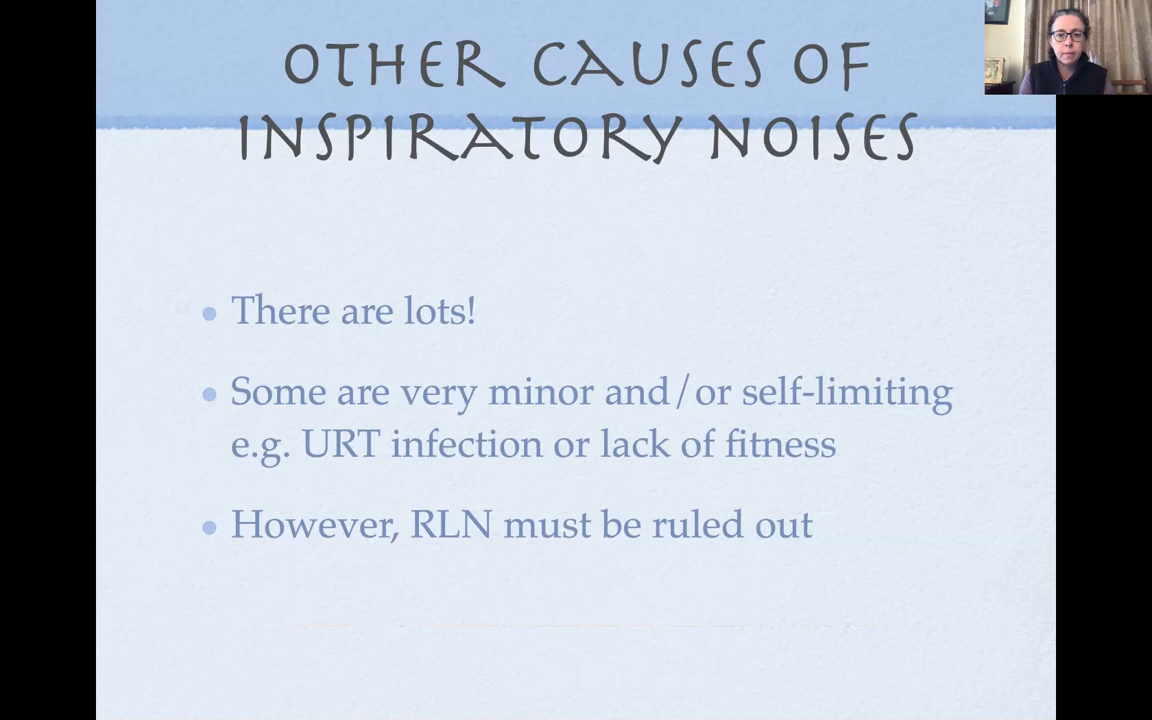 OTHER CAUSES OF
INSPIRATORY NOISES
• There are lots!
• Some are very minor and/or self-limiting
e.g. URT infection or lack of fitness
• However, RLN must be ruled out